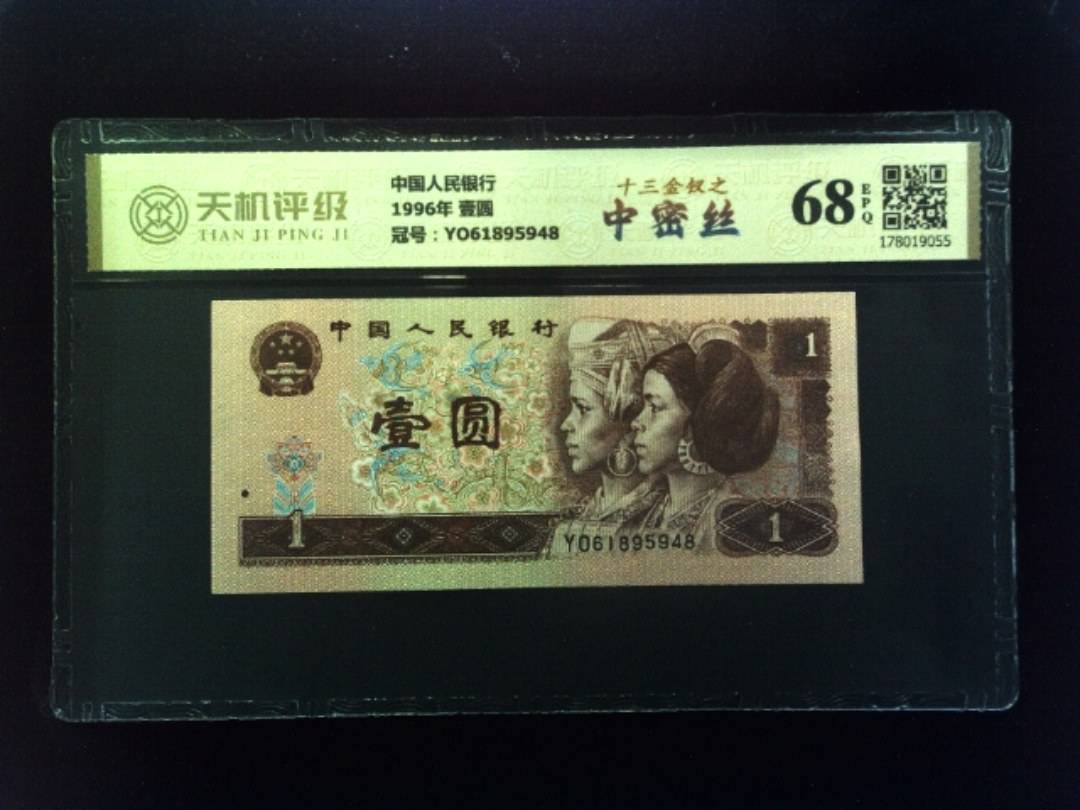 天机评级
TIAN JI PING JI
中国人民银行
1996年 壹圆
冠号：YO61895948
十三金钗之
中密丝
68
EPQ
178019055
中国人民银行
1
壹圆
1
YO61895948
1